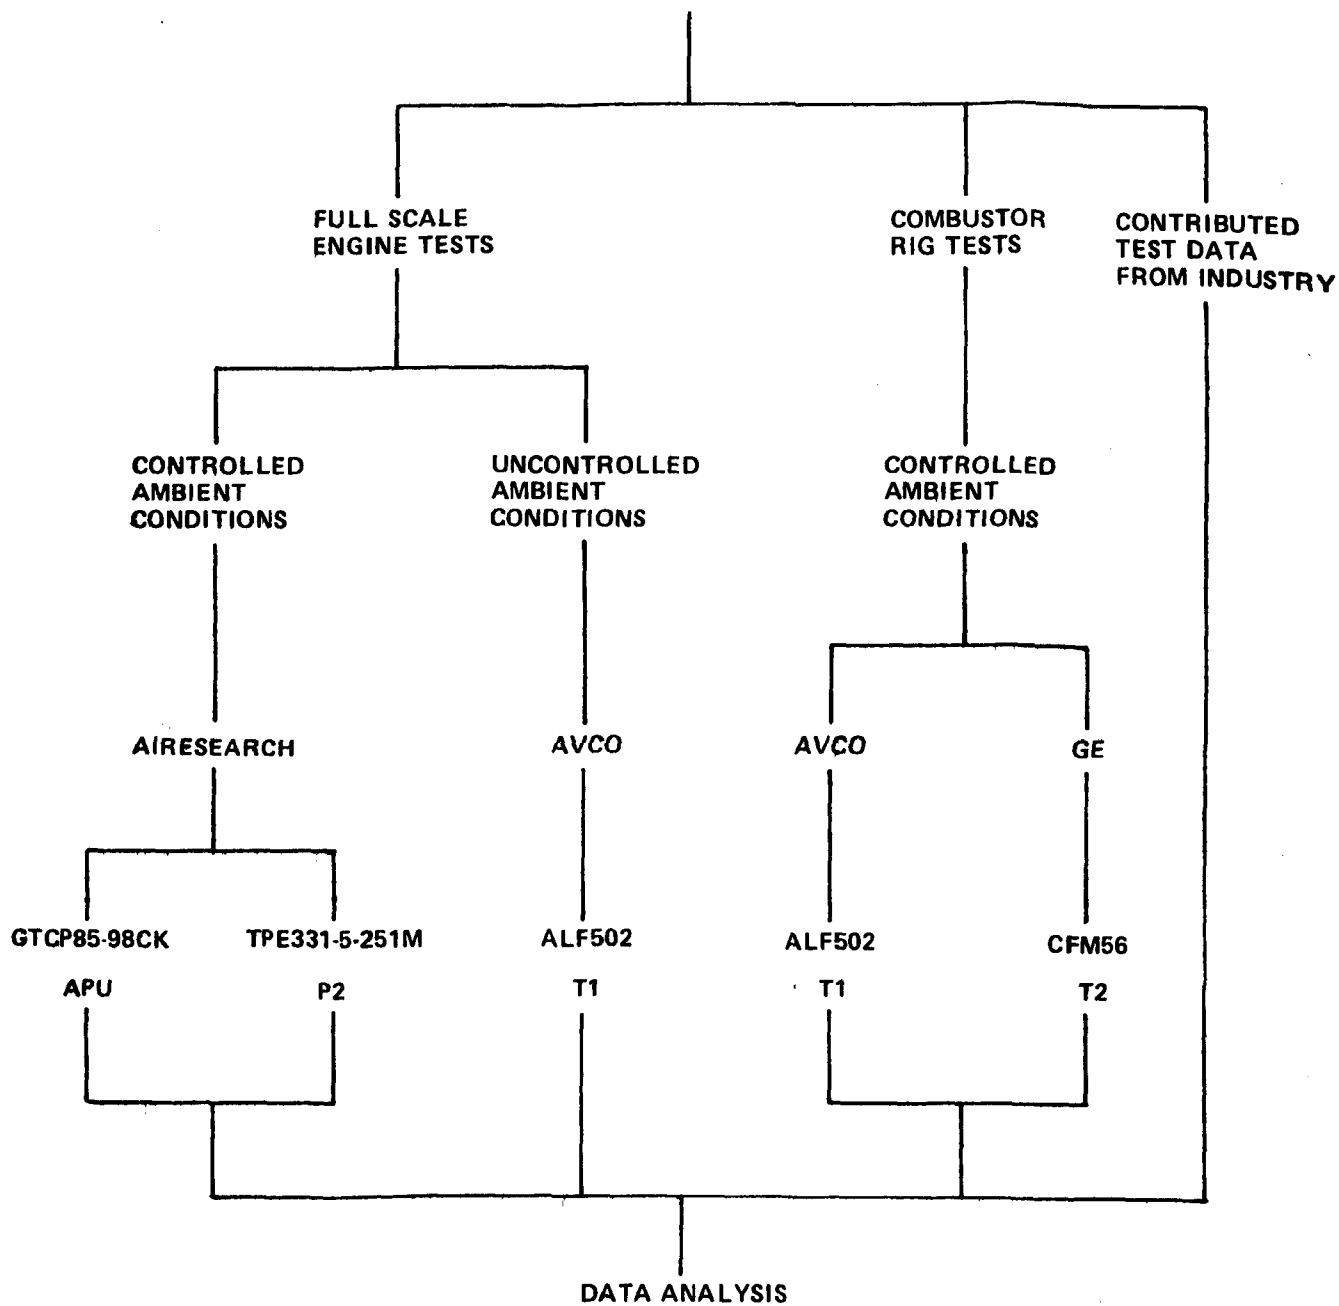 FULL SCALE
ENGINE TESTS
COMBUSTOR
RIG TESTS
CONTRIBUTED
TEST DATA
FROM INDUSTRY
CONTROLLED
AMBIENT
CONDITIONS
UNCONTROLLED
AMBIENT
CONDITIONS
CONTROLLED
AMBIENT
CONDITIONS
AIRESEARCH
AVCO
AVCO
GE
GTCP85-98CK
APU
TPE331-5-251M
P2
ALF502
T1
ALF502
T1
CFM56
T2
DATA ANALYSIS